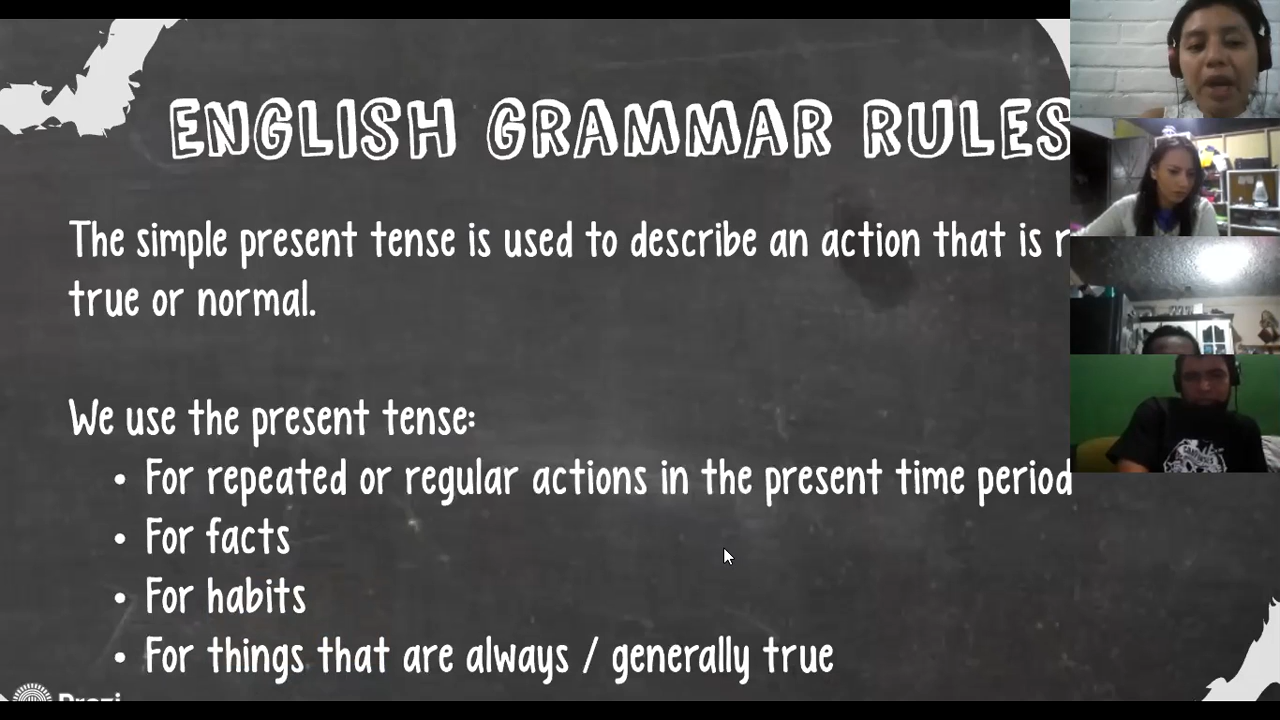 ENGLISH GRAMMAR RULES
The simple present tense is used to describe an action that is
true or normal.
We use the present tense:
• For repeated or regular actions in the present time period
• For facts
• For habits
• For things that are always / generally true
Prezi